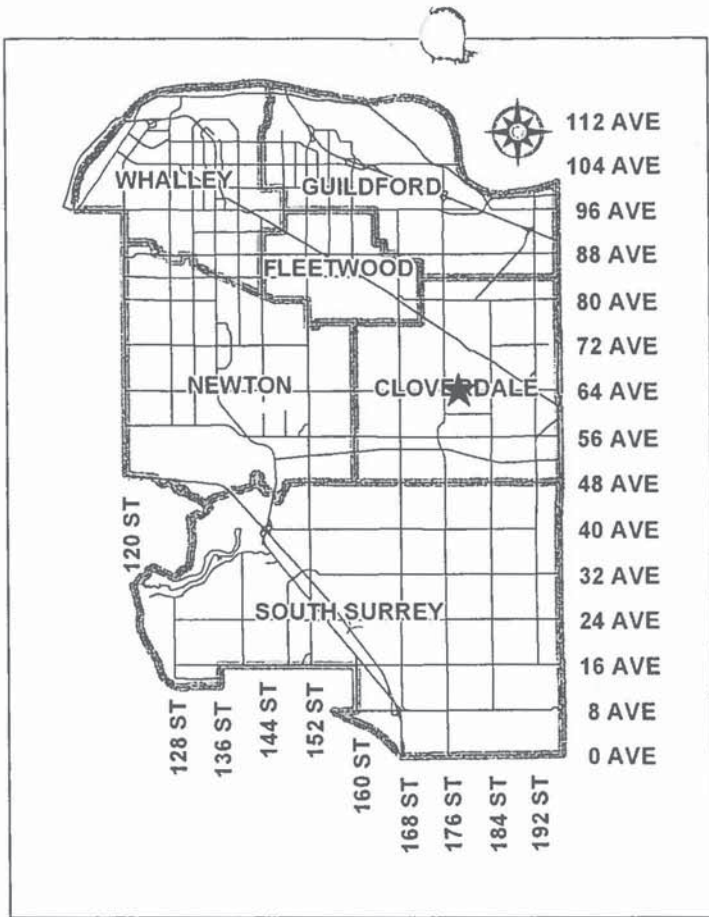 112 AVE
104 AVE
WHALLEY
GUILDFORD
96 AVE
88 AVE
FLEETWOOD
80 AVE
72 AVE
NEWTON
CLOVERDALE
64 AVE
56 AVE
48 AVE
120 ST
40 AVE
32 AVE
SOUTH SURREY
24 AVE
16 AVE
8 AVE
0 AVE
128 ST
136 ST
144 ST
152 ST
160 ST
168 ST
176 ST
184 ST
192 ST